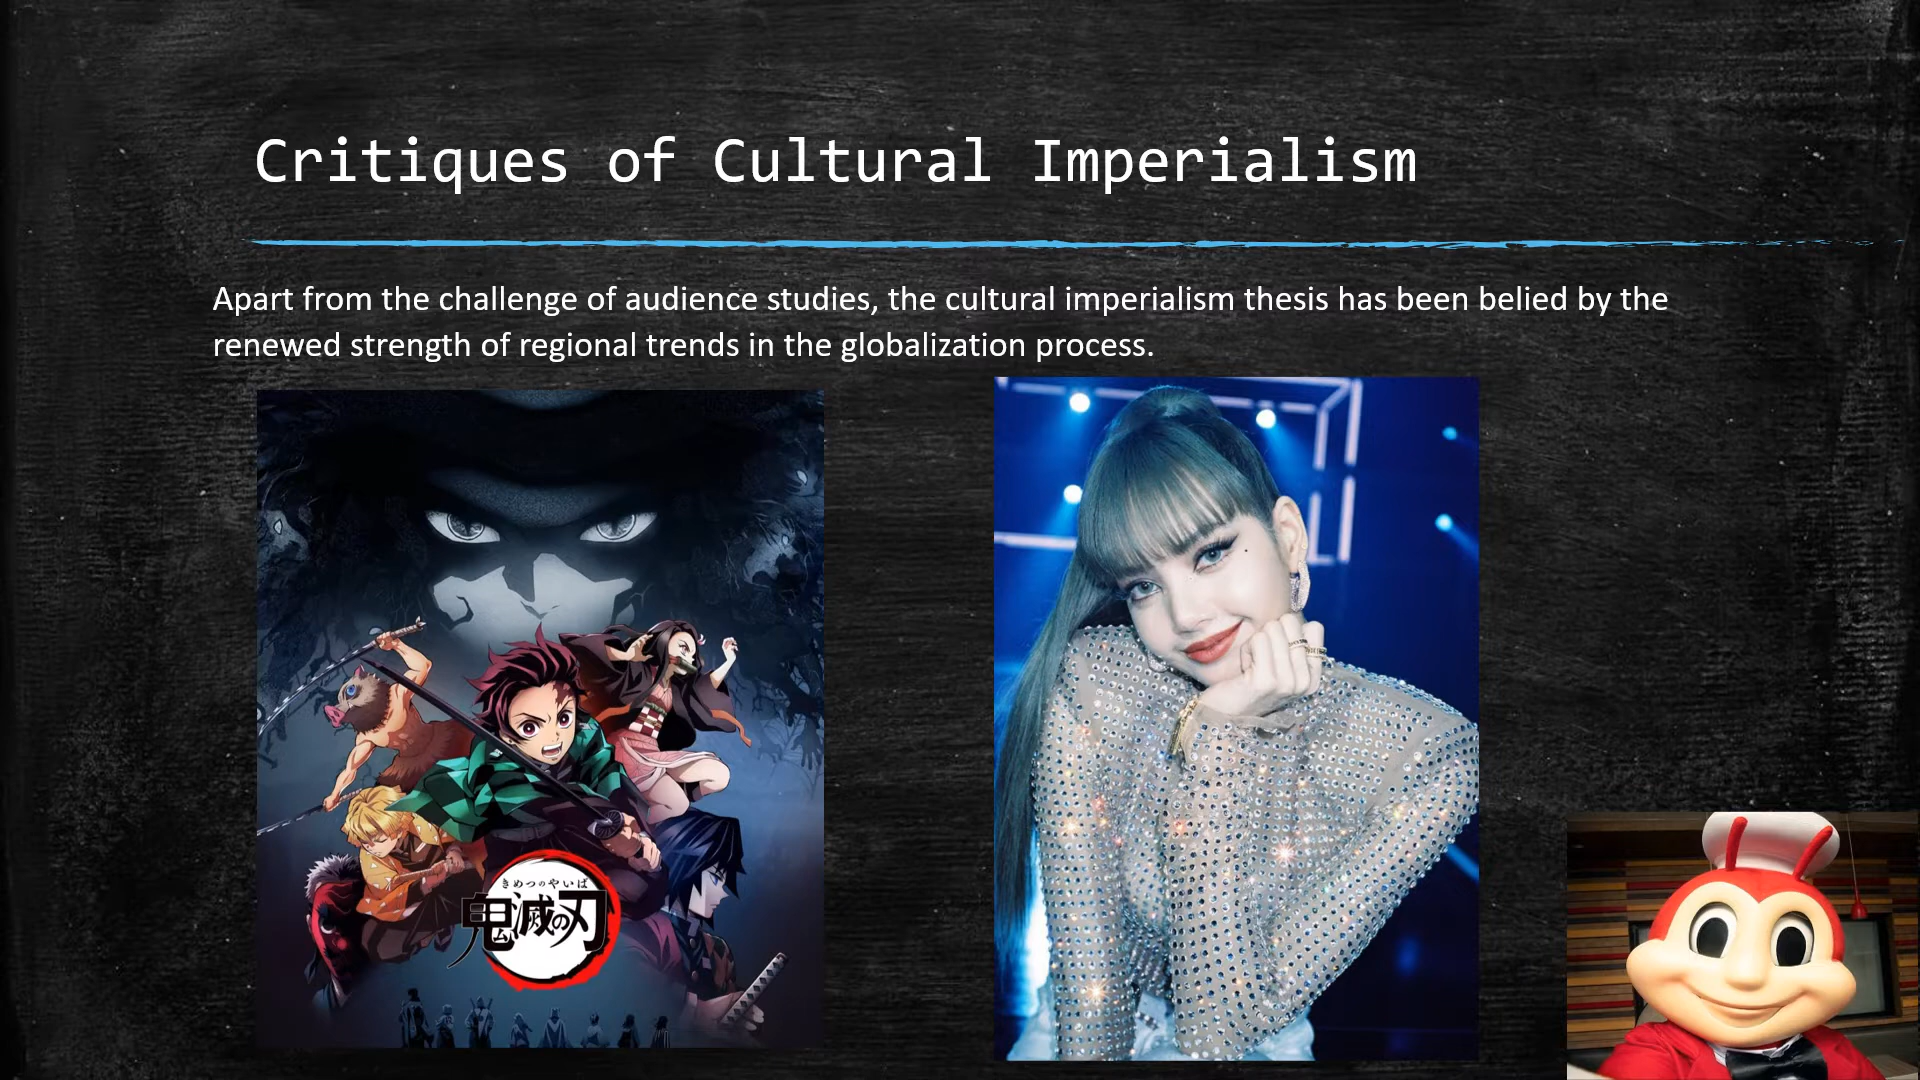 Critiques of Cultural Imperialism
Apart from the challenge of audience studies, the cultural imperialism thesis has been belied by the
renewed strength of regional trends in the globalization process.
きめつのやいば
鬼滅の刃